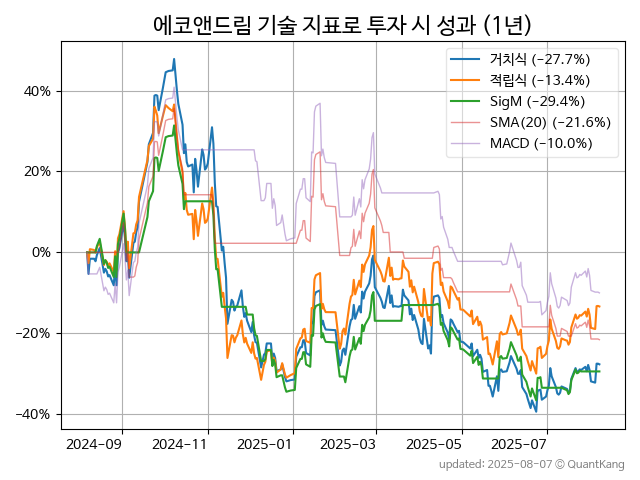 에코앤드림 기술 지표로 투자 시 성과 (1년)
거치식 (−27.7%)
적립식 (−13.4%)
SigM (−29.4%)
SMA(20) (−21.6%)
MACD (−10.0%)
40%
20%
0%
−20%
−40%
2024-09 2024-11 2025-01 2025-03 2025-05 2025-07
updated: 2025-08-07 © QuantKang